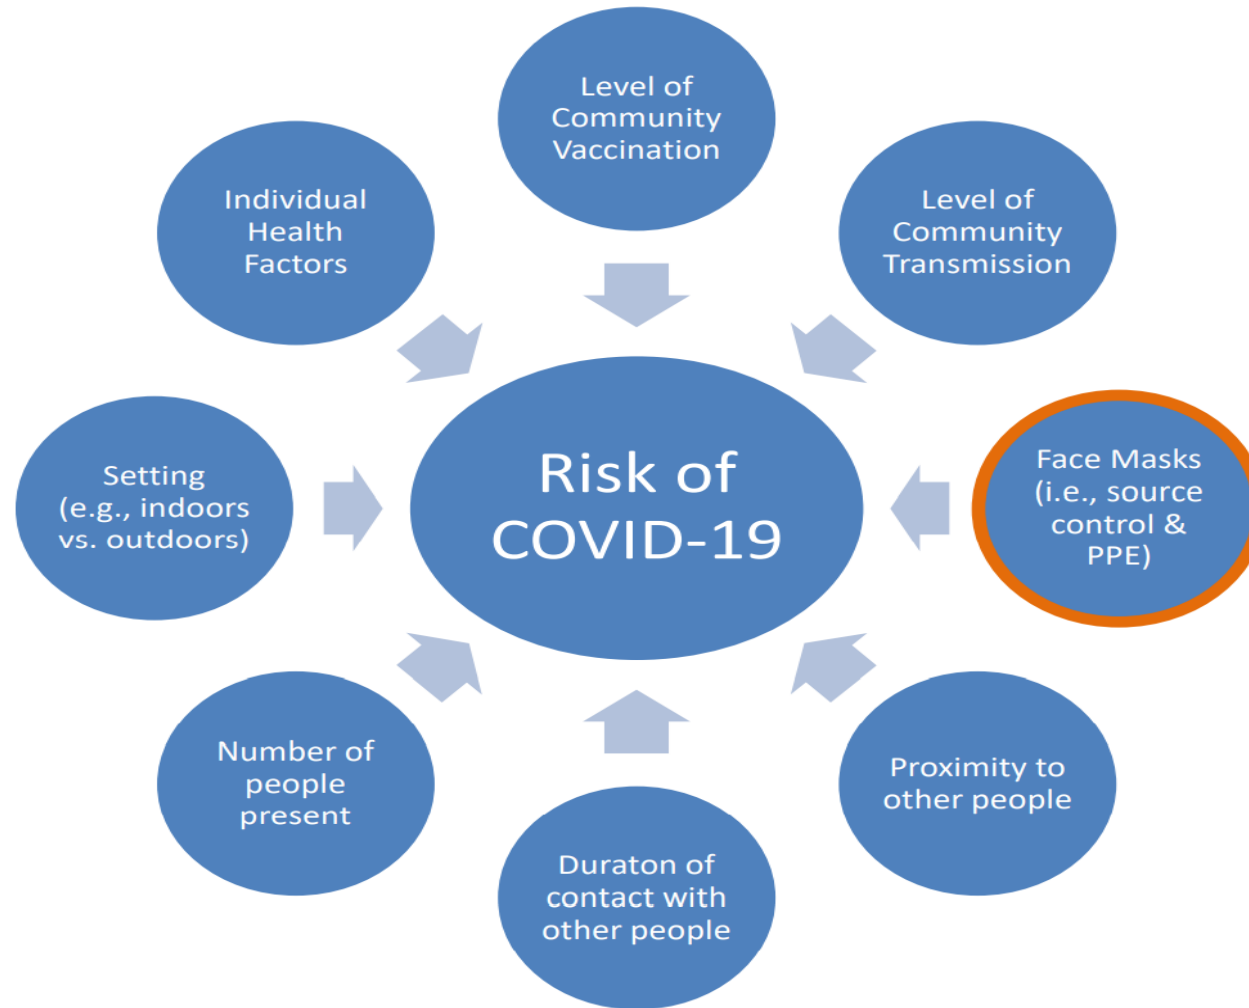 Level of
Community
Vaccination
Individual
Health
Factors
Level of
Community
Transmission
Setting
(e.g., indoors
vs. outdoors)
Risk of
COVID-19
Face Masks
(i.e., source
control &
PPE)
Number of
people
present
Proximity to
other people
Duraton of
contact with
other people